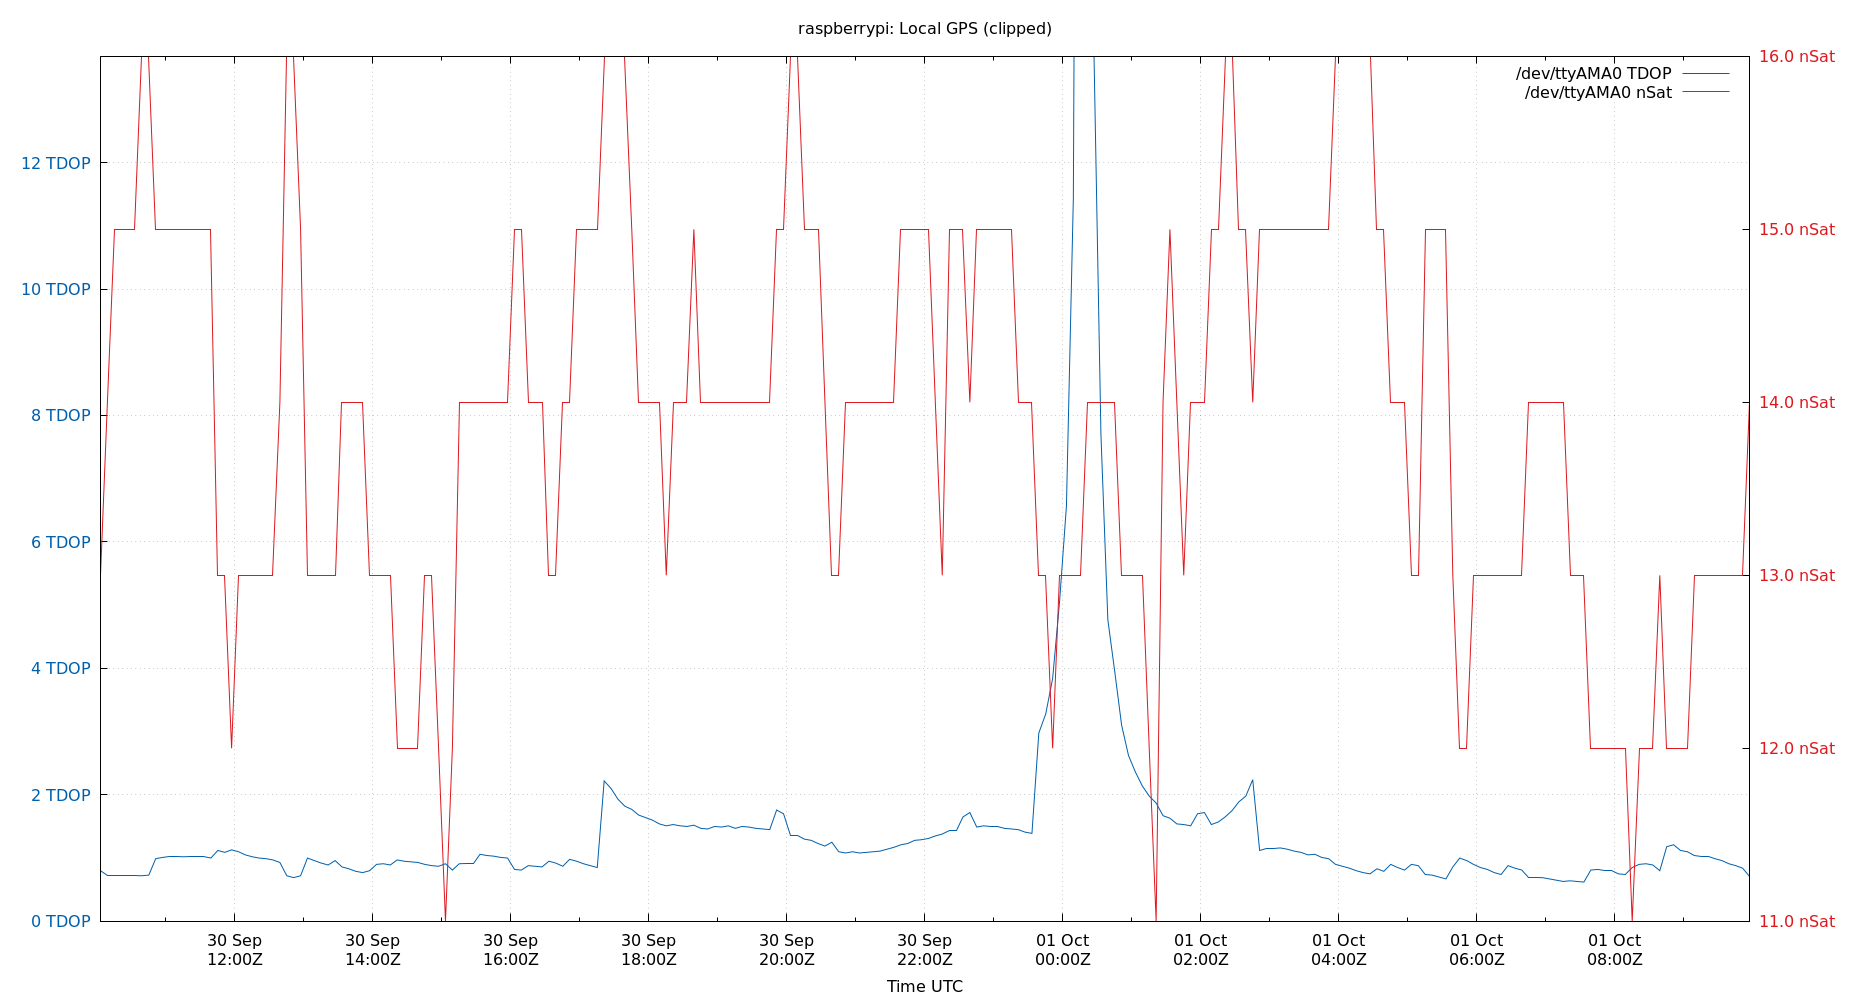 raspberrypi: Local GPS (clipped)
16.0 nSat
/dev/ttyAMA0 TDOP
/dev/ttyAMA0 nSat
12 TDOP
15.0 nSat
10 TDOP
14.0 nSat
8 TDOP
6 TDOP
13.0 nSat
4 TDOP
12.0 nSat
2 TDOP
0 TDOP
11.0 nSat
30 Sep
12:00Z
30 Sep
14:00Z
30 Sep
16:00Z
30 Sep
18:00Z
30 Sep
20:00Z
30 Sep
22:00Z
01 Oct
00:00Z
01 Oct
02:00Z
01 Oct
04:00Z
01 Oct
06:00Z
01 Oct
08:00Z
Time UTC